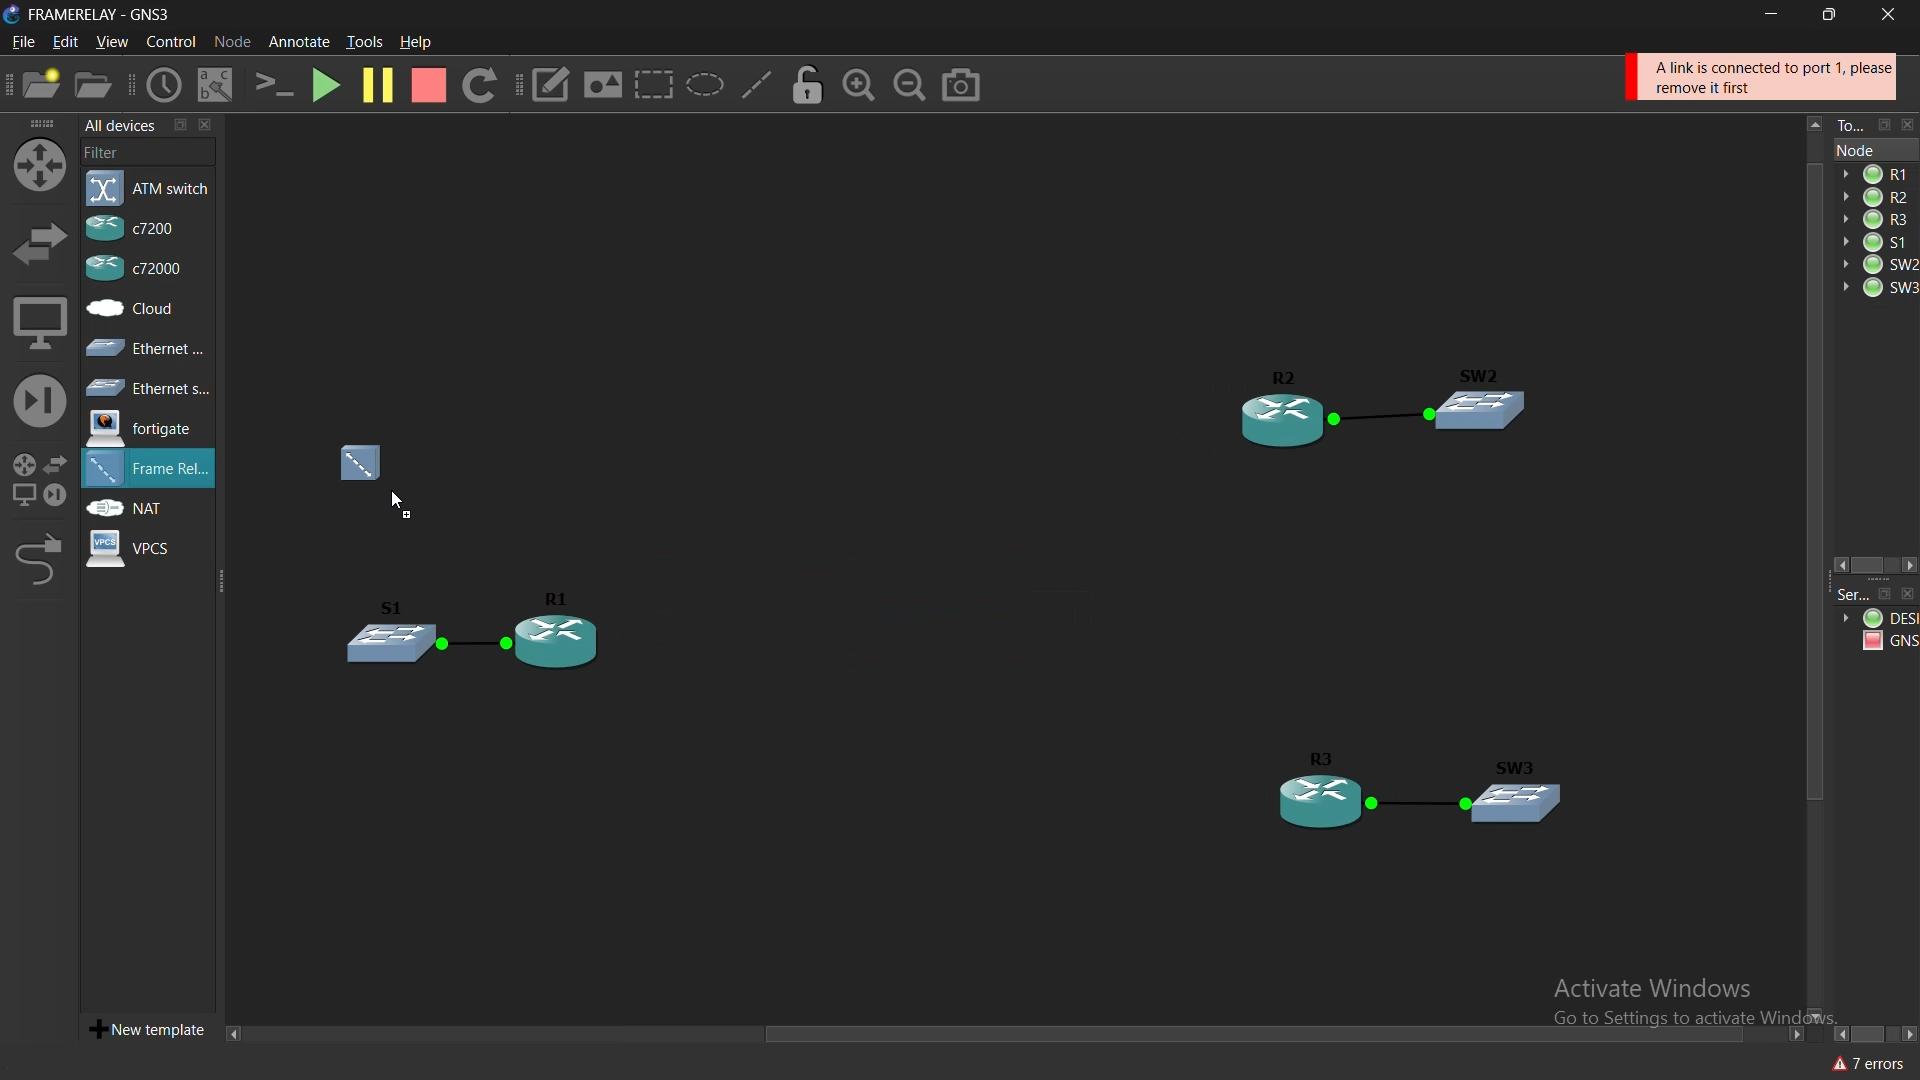 FRAMERELAY - GNS3
File Edit View Control Node Annotate Tools Help
A link is connected to port 1, please
remove it first
All devices
Filter
ATM switch
c7200
c72000
Cloud
Ethernet ...
Ethernet s...
fortigate
Frame Rel...
NAT
VPCS
VPCS
New template
R2
SW2
S1
R1
R3
SW3
To...
Node
R1
R2
R3
S1
SW2
SW3
Ser...
DESI
GNS
Activate Windows
Go to Settings to activate Windows.
7 errors